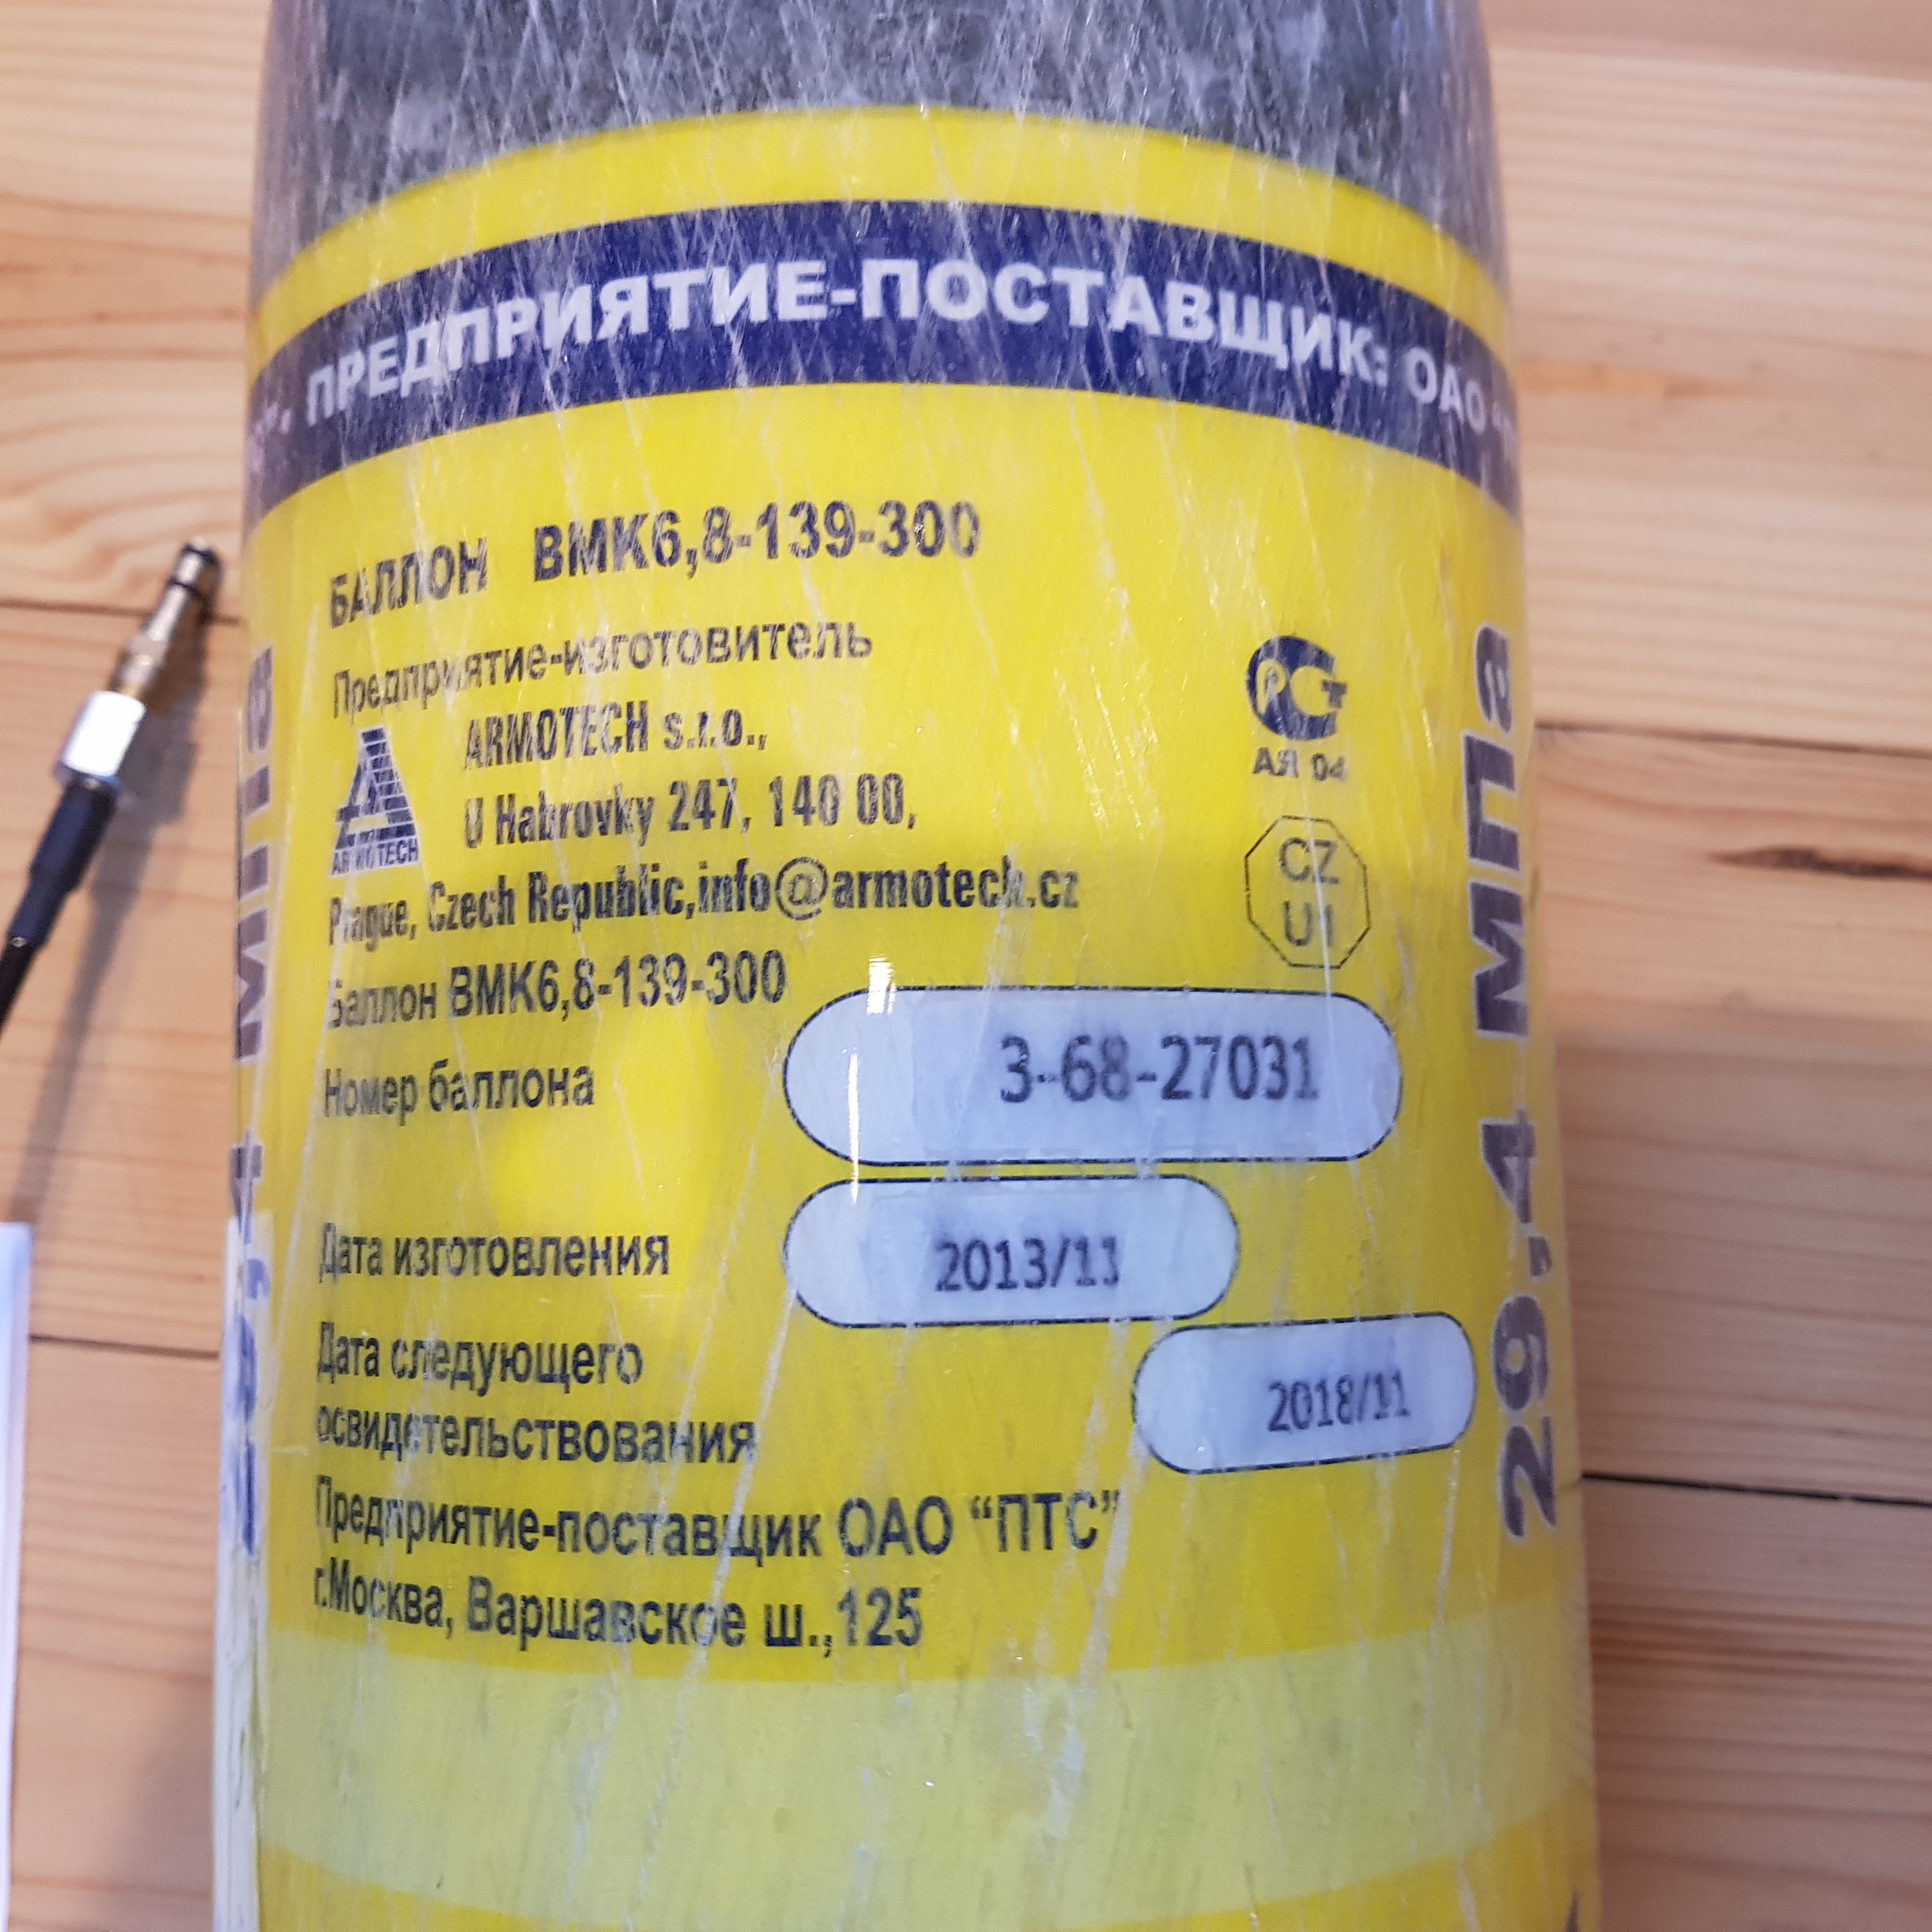 ПРЕДПРИЯТИЕ-ПОСТАВЩИК: ОАО
БАЛЛОН ВМК6,8-139-300
Предприятие-изготовитель
ARMOTECH s.r.o.,
U Habrovky 247, 140 00,
ARMOTECH
Prague, Czech Republic,info@armotech.cz
РСТ
АЯ 04
CZ
U1
Баллон ВМК6,8-139-300
Номер баллона 3-68-27031
Дата изготовления 2013/11
Дата следующего
освидетельствования 2018/11
Предприятие-поставщик ОАО “ПТС”
г.Москва, Варшавское ш.,125
29,4 МПа